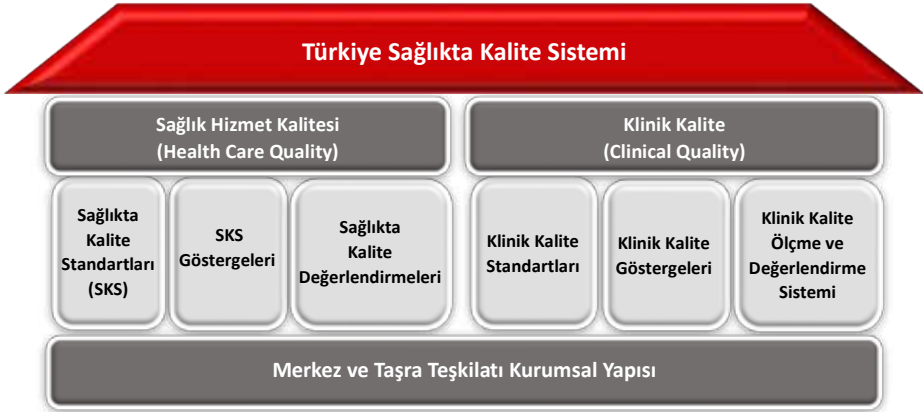 Türkiye Sağlıkta Kalite Sistemi
Sağlık Hizmet Kalitesi
(Health Care Quality)
Klinik Kalite
(Clinical Quality)
Sağlıkta
Kalite
Standartları
(SKS)
SKS
Göstergeleri
Sağlıkta
Kalite
Değerlendirmeleri
Klinik Kalite
Standartları
Klinik Kalite
Göstergeleri
Klinik Kalite
Ölçme ve
Değerlendirme
Sistemi
Merkez ve Taşra Teşkilatı Kurumsal Yapısı